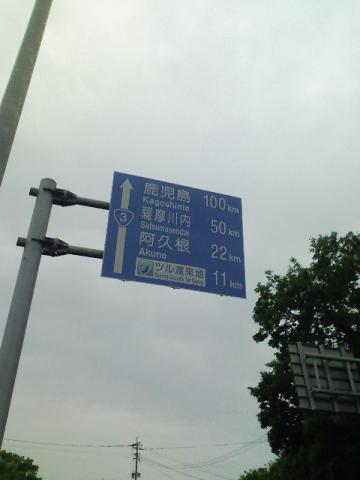 鹿児島 100km
Kagoshima
薩摩川内 50km
Satsumasendai
3
阿久根 22km
Akune
ツル渡来地 11km